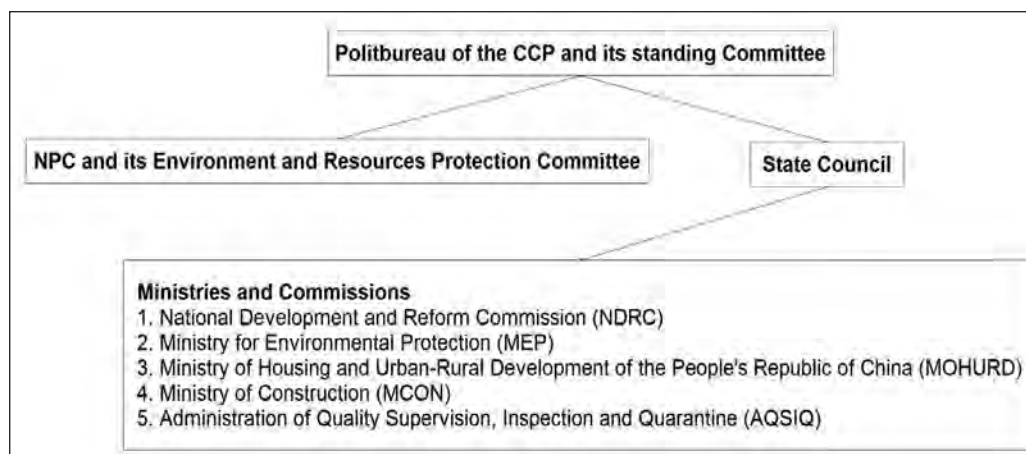 Politbureau of the CCP and its standing Committee
NPC and its Environment and Resources Protection Committee
State Council
Ministries and Commissions
1. National Development and Reform Commission (NDRC)
2. Ministry for Environmental Protection (MEP)
3. Ministry of Housing and Urban-Rural Development of the People's Republic of China (MOHURD)
4. Ministry of Construction (MCON)
5. Administration of Quality Supervision, Inspection and Quarantine (AQSIQ)